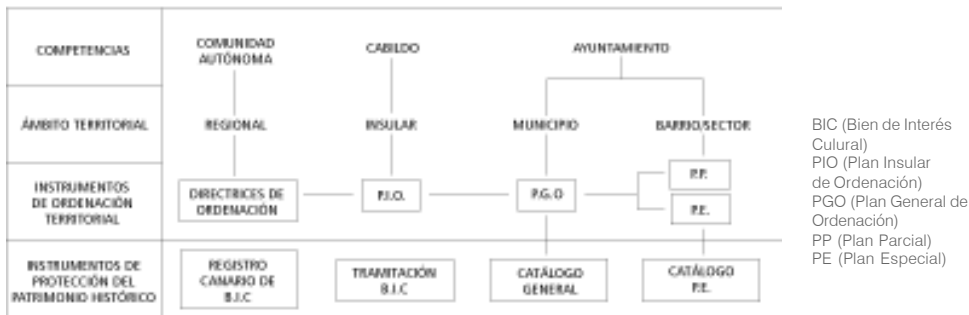 COMPETENCIAS
COMUNIDAD
AUTÓNOMA
CABILDO
AYUNTAMIENTO
ÁMBITO TERRITORIAL
REGIONAL
INSULAR
MUNICIPIO
BARRIO/SECTOR
INSTRUMENTOS
DE ORDENACIÓN
TERRITORIAL
DIRECTRICES DE
ORDENACIÓN
P.I.O.
P.G.O
P.P.
P.E.
INSTRUMENTOS DE
PROTECCIÓN DEL
PATRIMONIO HISTÓRICO
REGISTRO
CANARIO DE
B.I.C
TRAMITACIÓN
B.I.C
CATÁLOGO
GENERAL
CATÁLOGO
P.E.
BIC (Bien de Interés
Culural)
PIO (Plan Insular
de Ordenación)
PGO (Plan General de
Ordenación)
PP (Plan Parcial)
PE (Plan Especial)